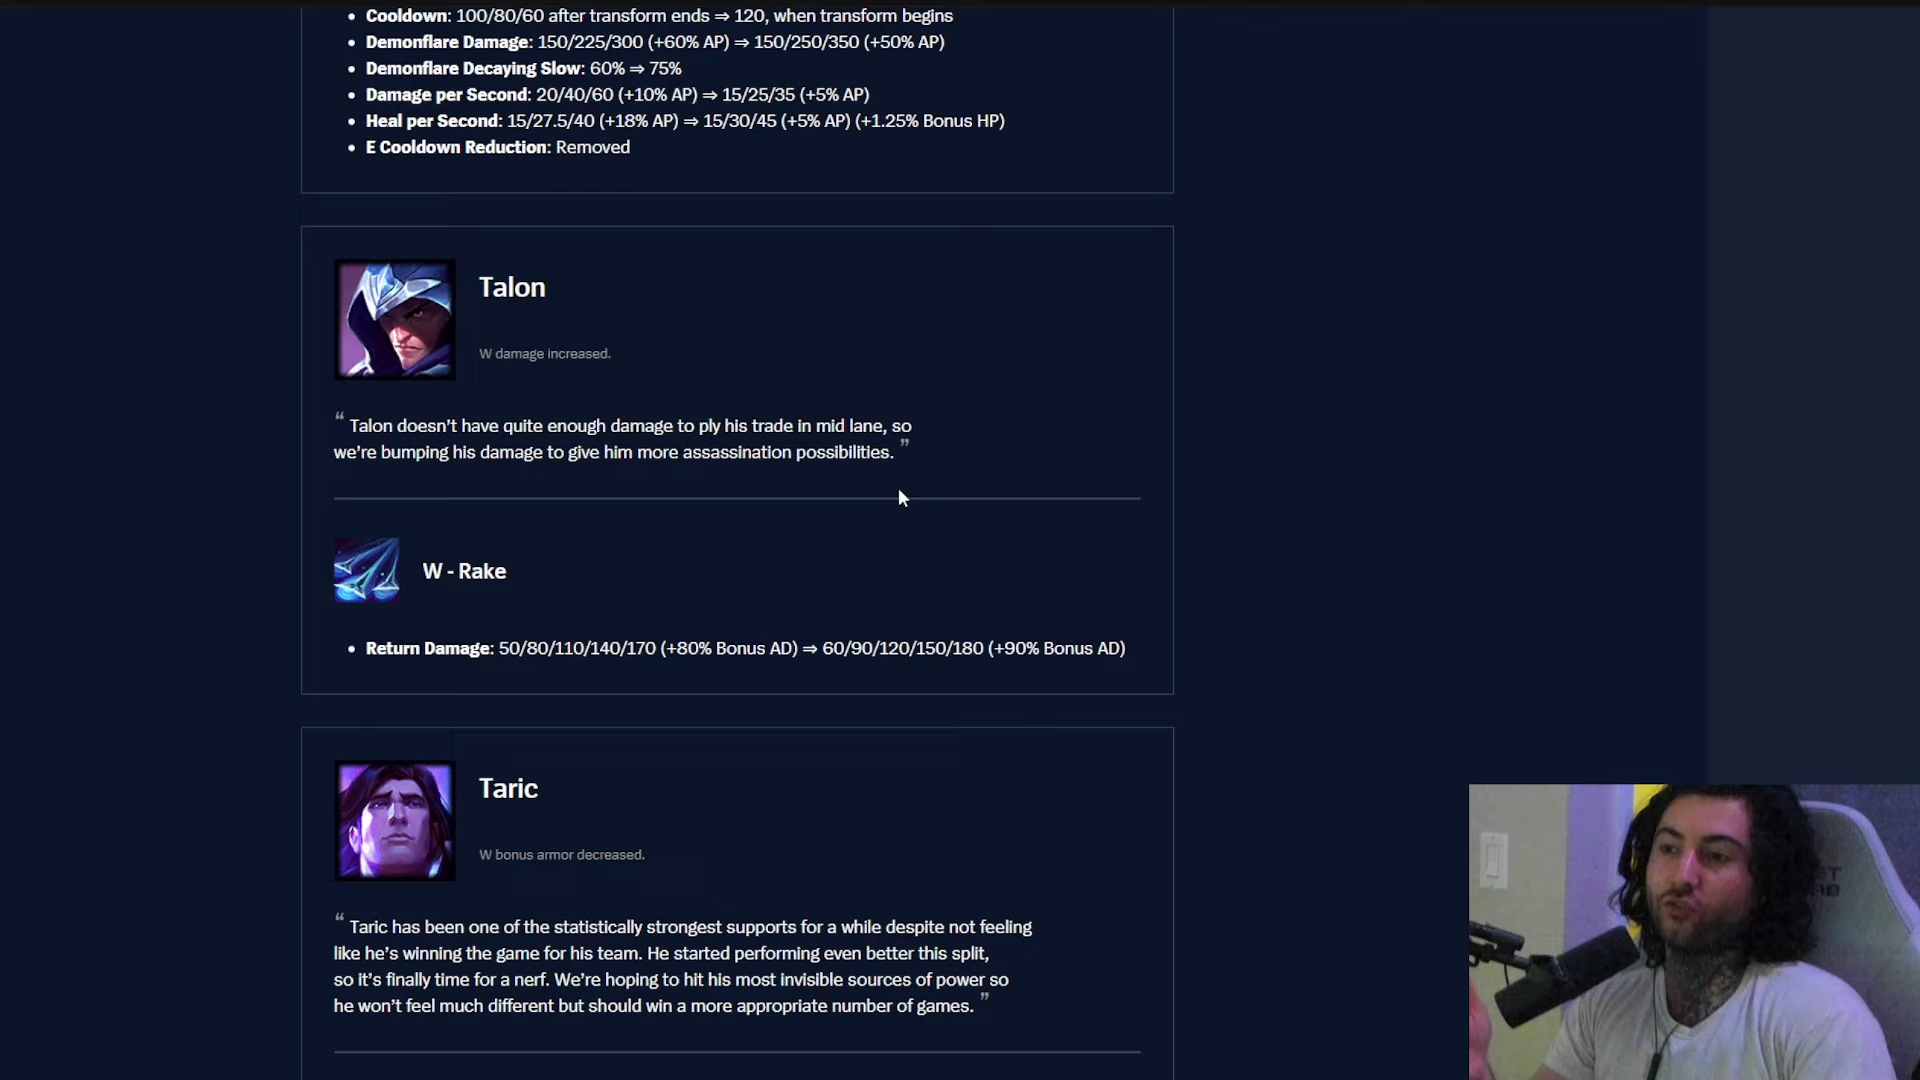 Cooldown: 100/80/60 after transform ends ⇒ 120, when transform begins
Demonflare Damage: 150/225/300 (+60% AP) ⇒ 150/250/350 (+50% AP)
Demonflare Decaying Slow: 60% ⇒ 75%
Damage per Second: 20/40/60 (+10% AP) ⇒ 15/25/35 (+5% AP)
Heal per Second: 15/27.5/40 (+18% AP) ⇒ 15/30/45 (+5% AP) (+1.25% Bonus HP)
E Cooldown Reduction: Removed
Talon
W damage increased.
“ Talon doesn’t have quite enough damage to ply his trade in mid lane, so
we’re bumping his damage to give him more assassination possibilities. ”
W - Rake
Return Damage: 50/80/110/140/170 (+80% Bonus AD) ⇒ 60/90/120/150/180 (+90% Bonus AD)
Taric
W bonus armor decreased.
“ Taric has been one of the statistically strongest supports for a while despite not feeling
like he’s winning the game for his team. He started performing even better this split,
so it’s finally time for a nerf. We’re hoping to hit his most invisible sources of power so
he won’t feel much different but should win a more appropriate number of games. ”